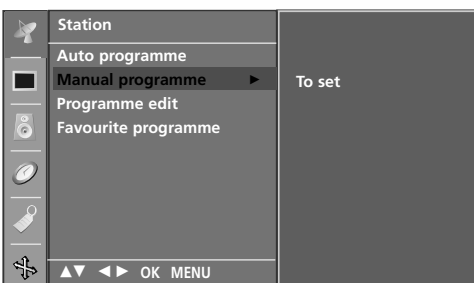 Station
Auto programme
Manual programme ►
To set
Programme edit
Favourite programme
▲▼ ◄► OK MENU